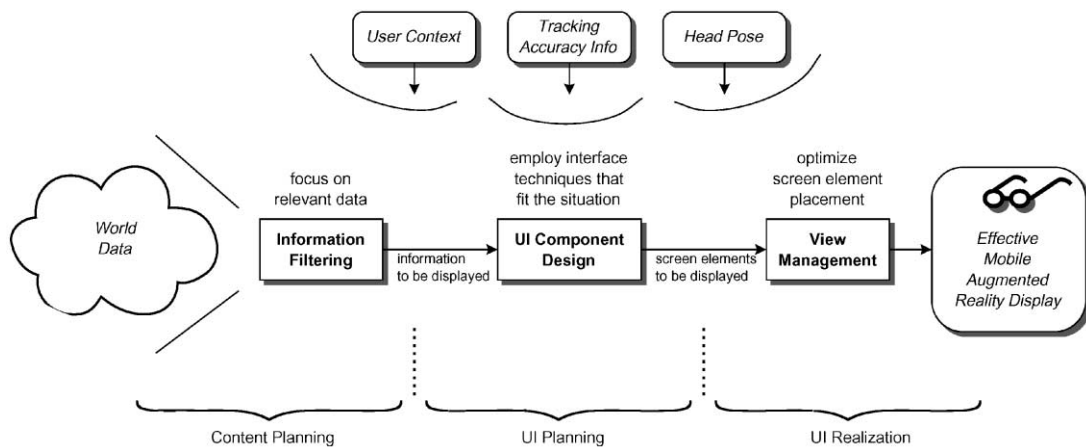 User Context
Tracking
Accuracy Info
Head Pose
World
Data
focus on
relevant data
Information
Filtering
information
to be displayed
employ interface
techniques that
fit the situation
UI Component
Design
screen elements
to be displayed
optimize
screen element
placement
View
Management
Effective
Mobile
Augmented
Reality Display
Content Planning
UI Planning
UI Realization